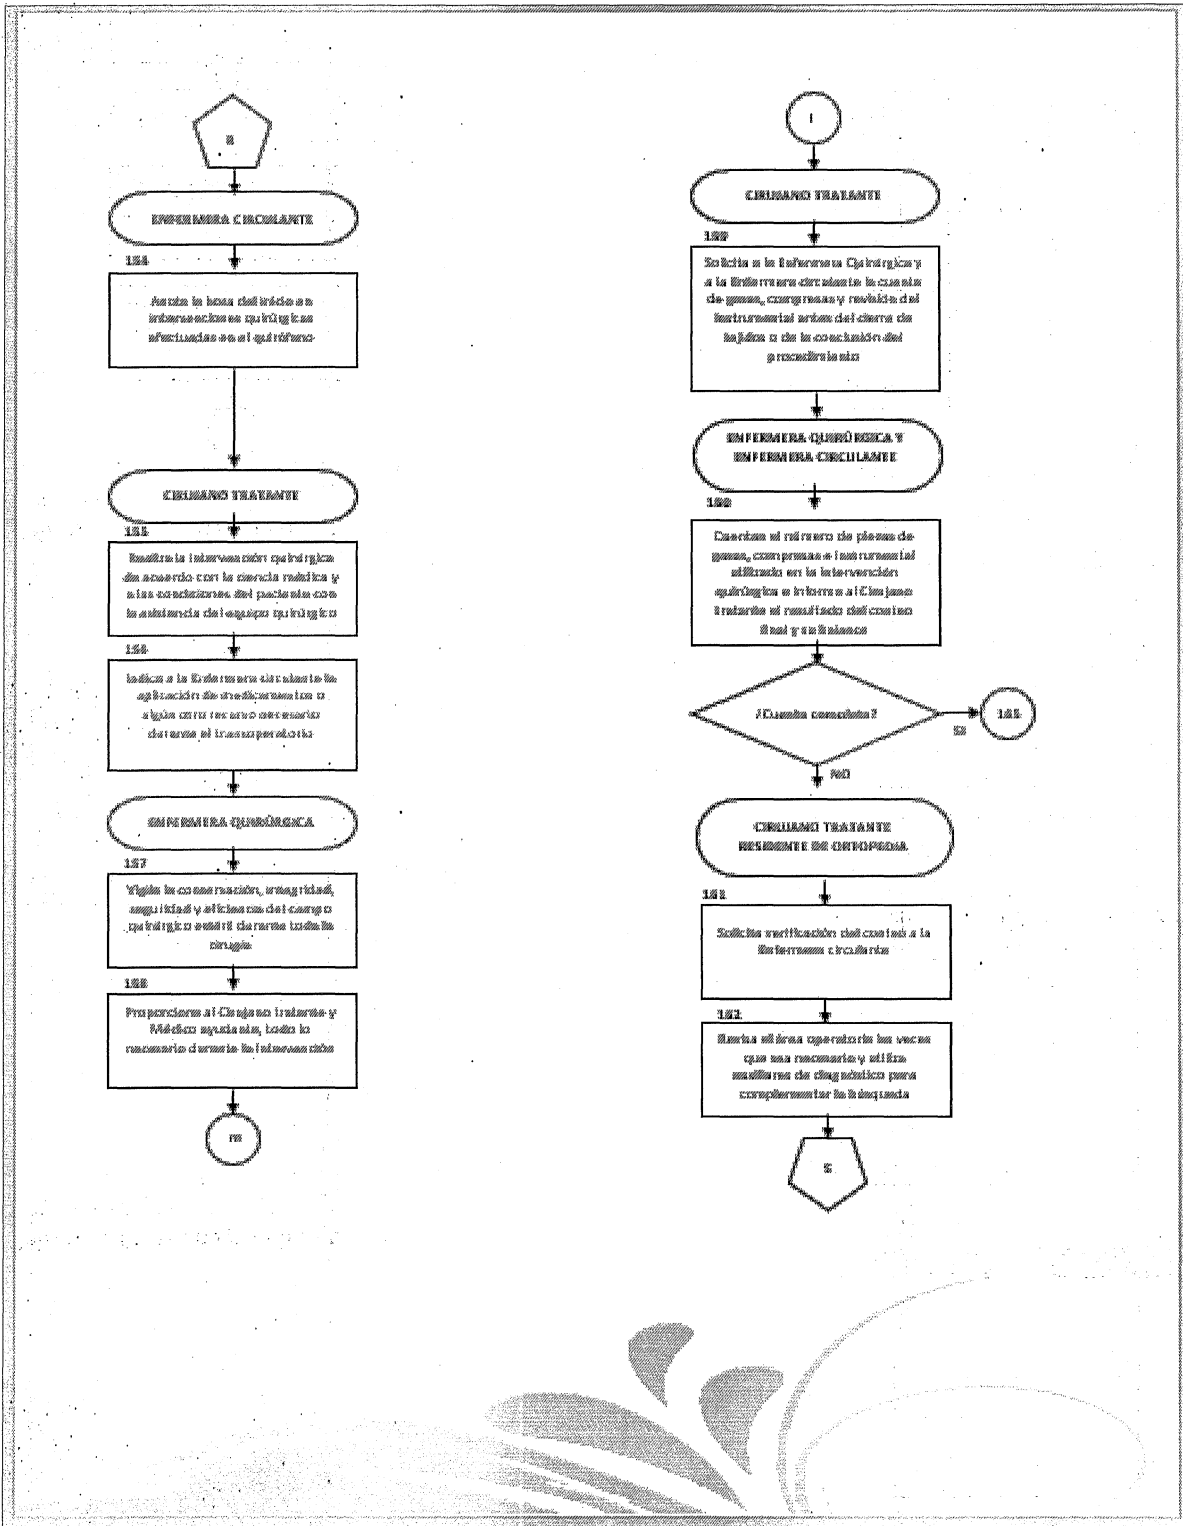 ENFERMERA CIRCULANTE
154
Anota la hora del inicio en
intervenciones quirúrgicas
efectuadas en el quirófano
CIRUJANO TRATANTE
155
Realiza la intervención quirúrgica
de acuerdo con la ciencia médica y
a las condiciones del paciente con
la asistencia del equipo quirúrgico
156
Indica a la Enfermera circulante la
aplicación de medicamentos o
algún otro recurso necesario
durante el transoperatorio
ENFERMERA QUIRÚRGICA
157
Vigila la conservación, integridad,
seguridad y eficiencia del campo
quirúrgico estéril durante toda la
cirugía
158
Proporciona al Cirujano tratante y
Médico ayudante, todo lo
necesario durante la intervención
m
CIRUJANO TRATANTE
159
Solicita a la Enfermera Quirúrgica y
a la Enfermera circulante la cuenta
de gasas, compresas y revisión del
instrumental antes del cierre de
tejidos o de la conclusión del
procedimiento
ENFERMERA QUIRÚRGICA Y
ENFERMERA CIRCULANTE
160
Cuentan el número de piezas de
gasas, compresas e instrumental
utilizado en la intervención
quirúrgica e informa al Cirujano
tratante el resultado del conteo
final y su balance
¿Cuenta completa?
SI
165
NO
CIRUJANO TRATANTE
RESIDENTE DE ORTOPEDIA
161
Solicita verificación del conteo a la
Enfermera circulante
162
Revisa el área operatoria las veces
que sea necesario y utiliza
auxiliares de diagnóstico para
complementar la búsqueda